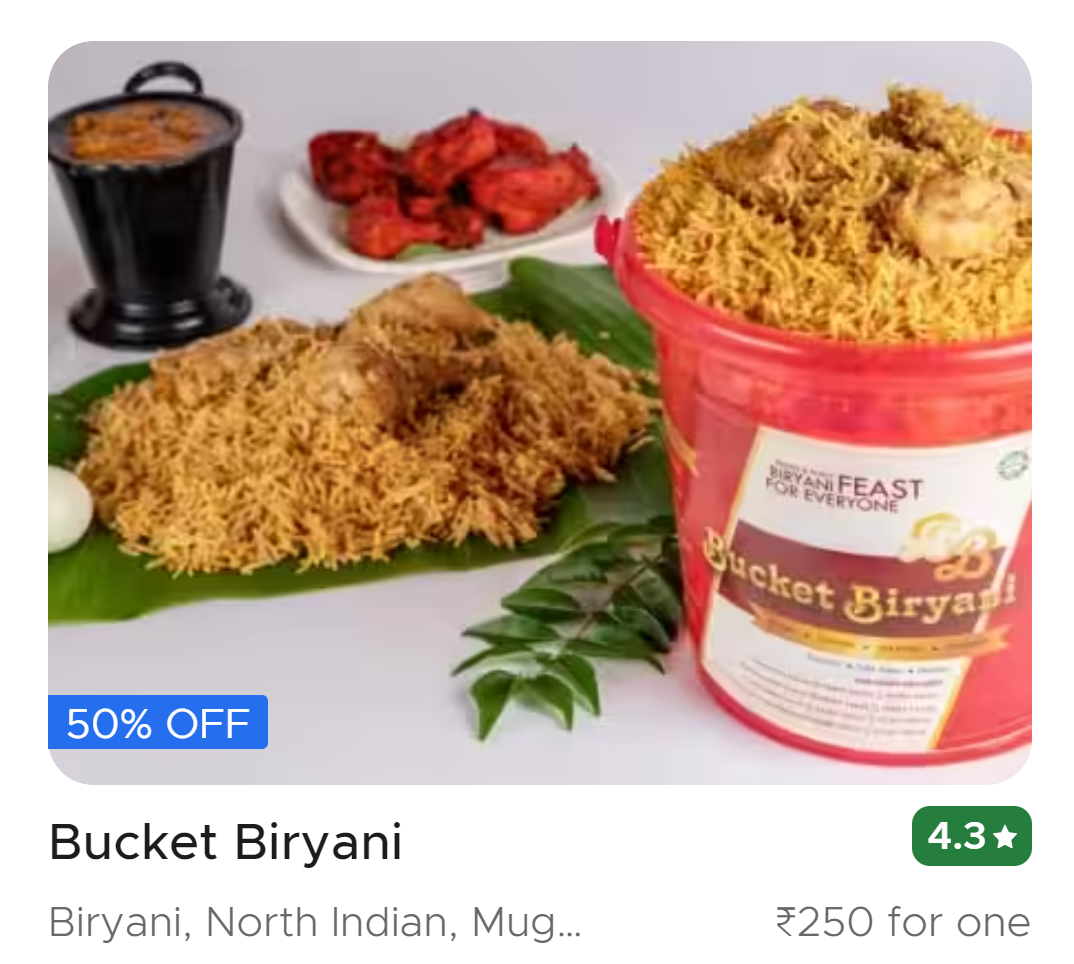 BIRYANI FEAST
FOR EVERYONE
Bucket Biryani
50% OFF
Bucket Biryani
4.3★
Biryani, North Indian, Mug...
₹250 for one